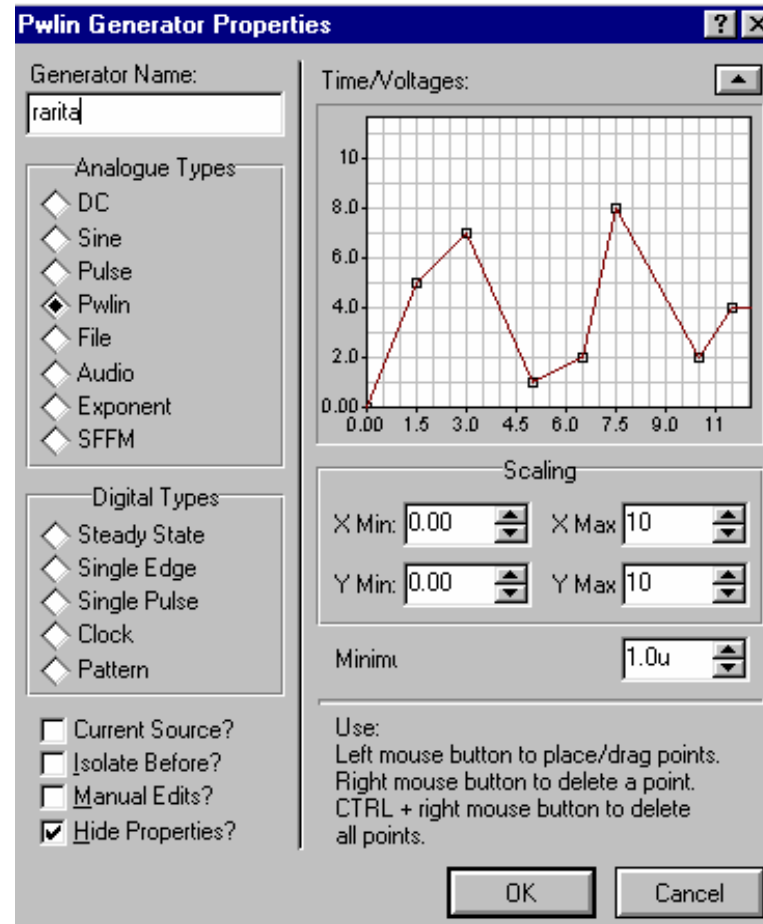 Pwlin Generator Properties
Generator Name:
rarita
Analogue Types
DC
Sine
Pulse
Pwlin
File
Audio
Exponent
SFFM
Digital Types
Steady State
Single Edge
Single Pulse
Clock
Pattern
Current Source?
Isolate Before?
Manual Edits?
Hide Properties?
Time/Voltages:
10
8.0
6.0
4.0
2.0
0.00
0.00 1.5 3.0 4.5 6.0 7.5 9.0 11
Scaling
X Min: 0.00 X Max 10
Y Min: 0.00 Y Max 10
Minimu 1.0u
Use:
Left mouse button to place/drag points.
Right mouse button to delete a point.
CTRL + right mouse button to delete
all points.
OK Cancel